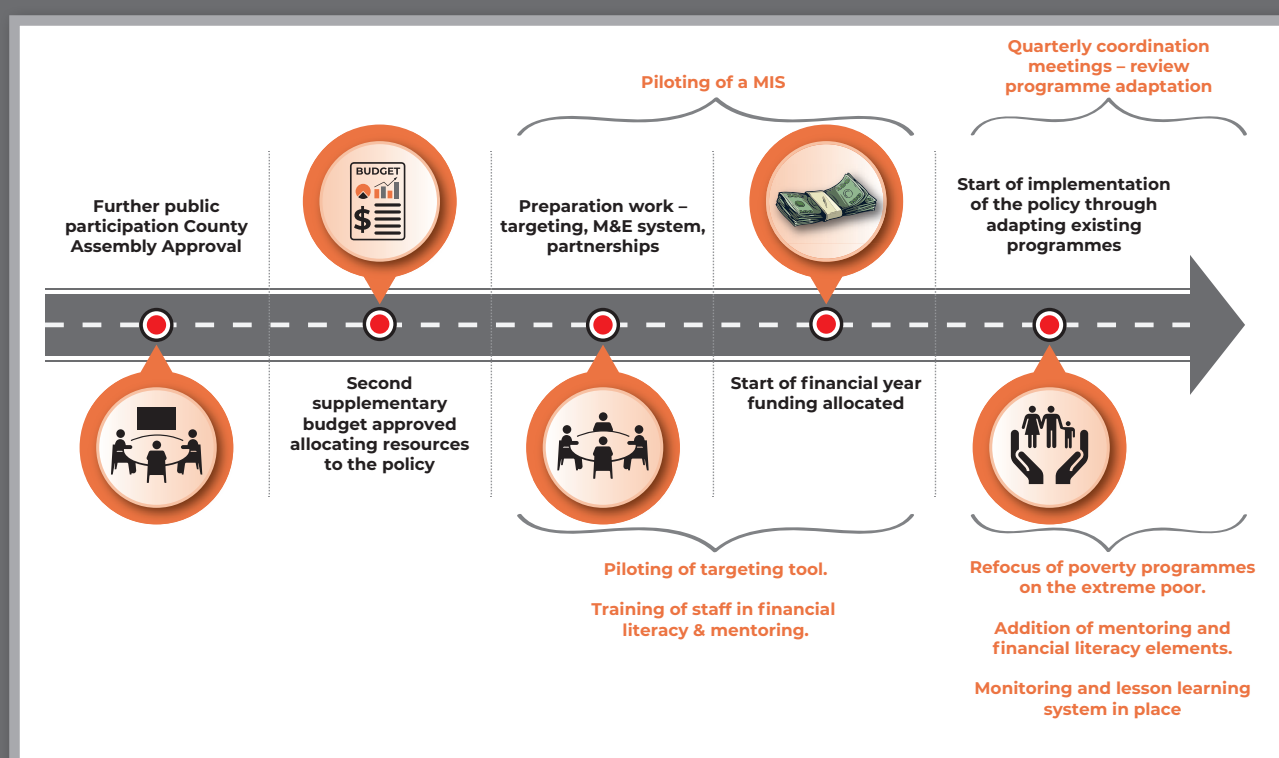 Quarterly coordination
meetings – review
programme adaptation
Piloting of a MIS
Further public
participation County
Assembly Approval
BUDGET
$
Second
supplementary
budget approved
allocating resources
to the policy
Preparation work –
targeting, M&E system,
partnerships
Start of financial year
funding allocated
Start of implementation
of the policy through
adapting existing
programmes
Piloting of targeting tool.
Training of staff in financial
literacy & mentoring.
Refocus of poverty programmes
on the extreme poor.
Addition of mentoring and
financial literacy elements.
Monitoring and lesson learning
system in place